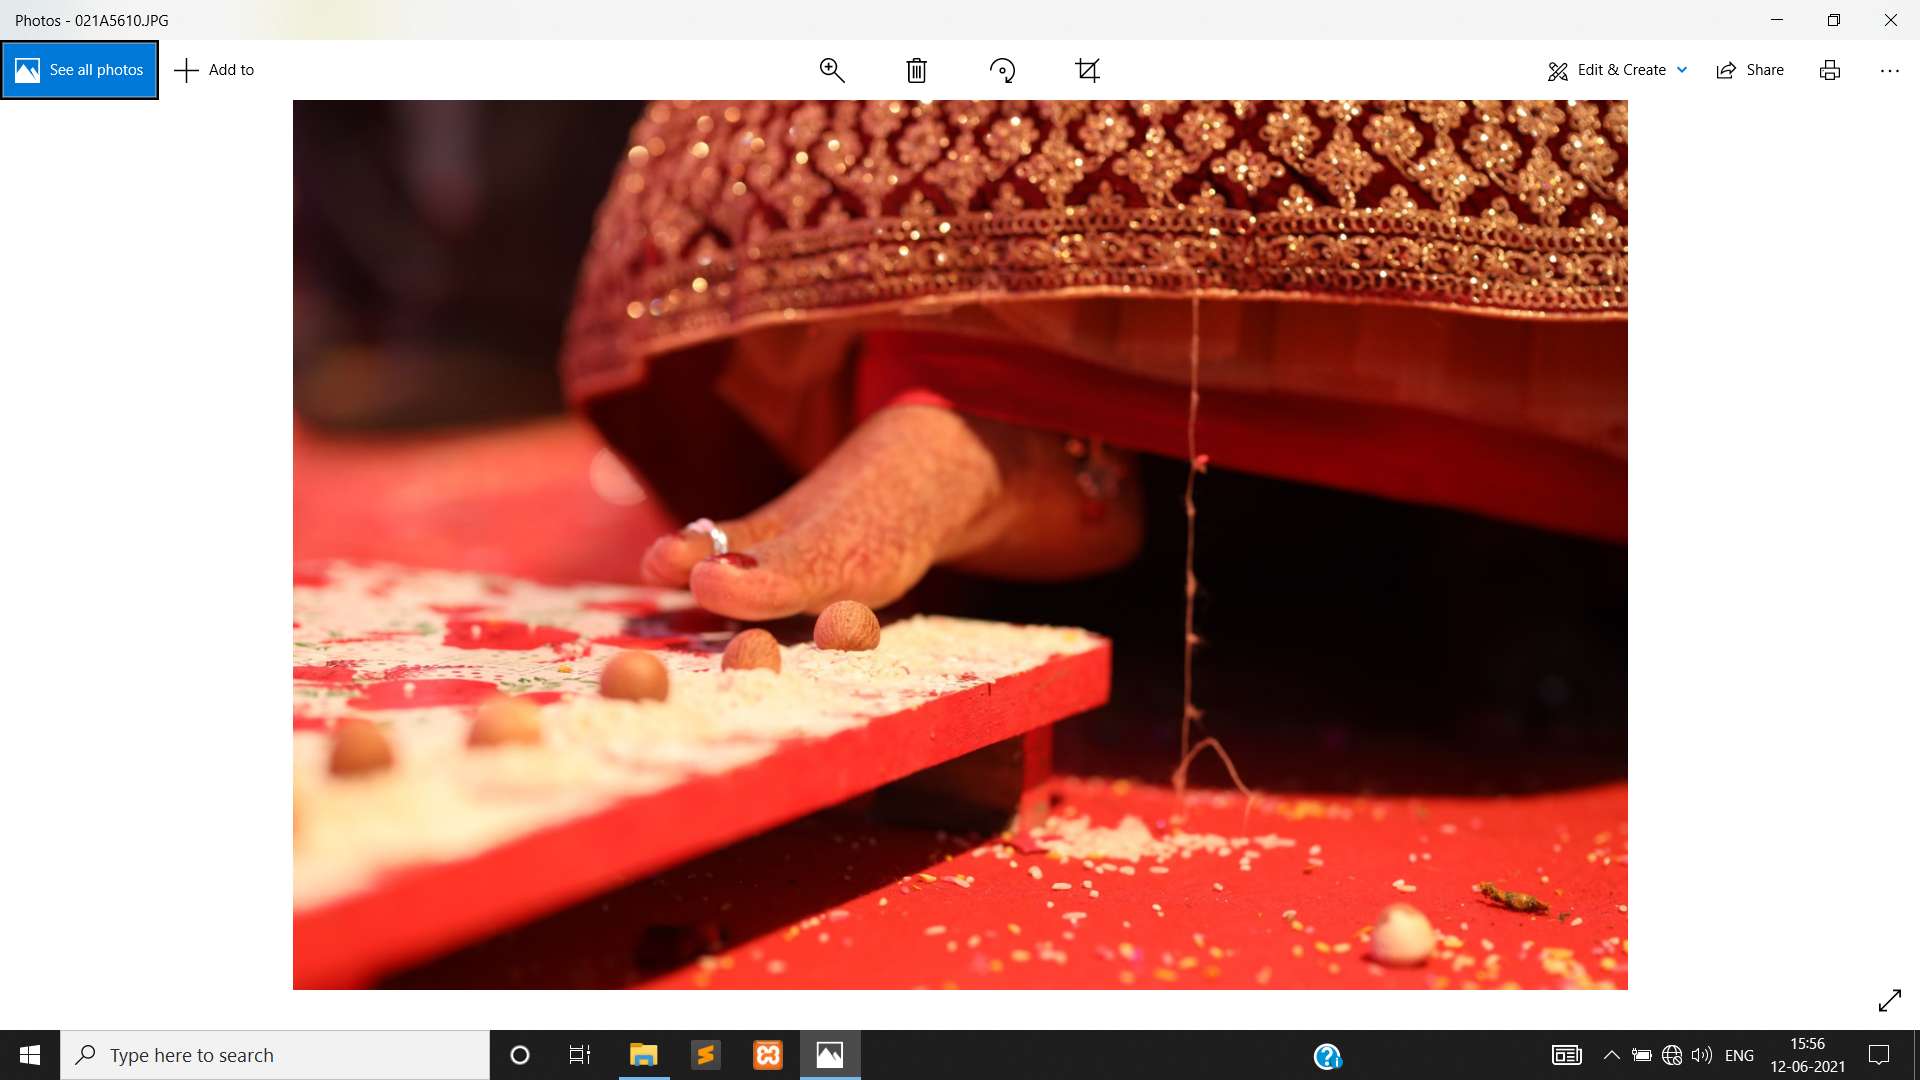 Photos - 021A5610.JPG
See all photos
Add to
Edit & Create
Share
Type here to search
ENG
15:56
12-06-2021